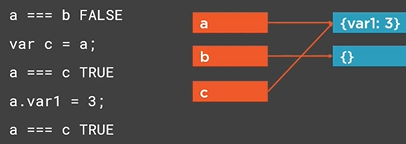 a === b FALSE
var c = a;
a === c TRUE
a.var1 = 3;
a === c TRUE
a
b
c
{var1: 3}
{}